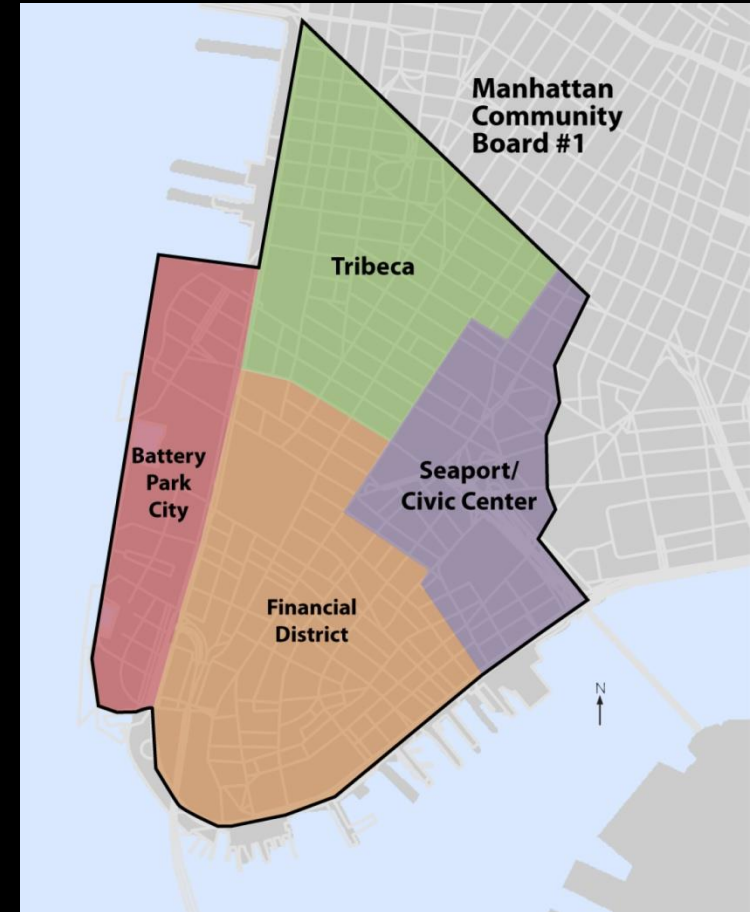 Manhattan
Community
Board #1
Tribeca
Battery
Park
City
Seaport/
Civic Center
Financial
District
N